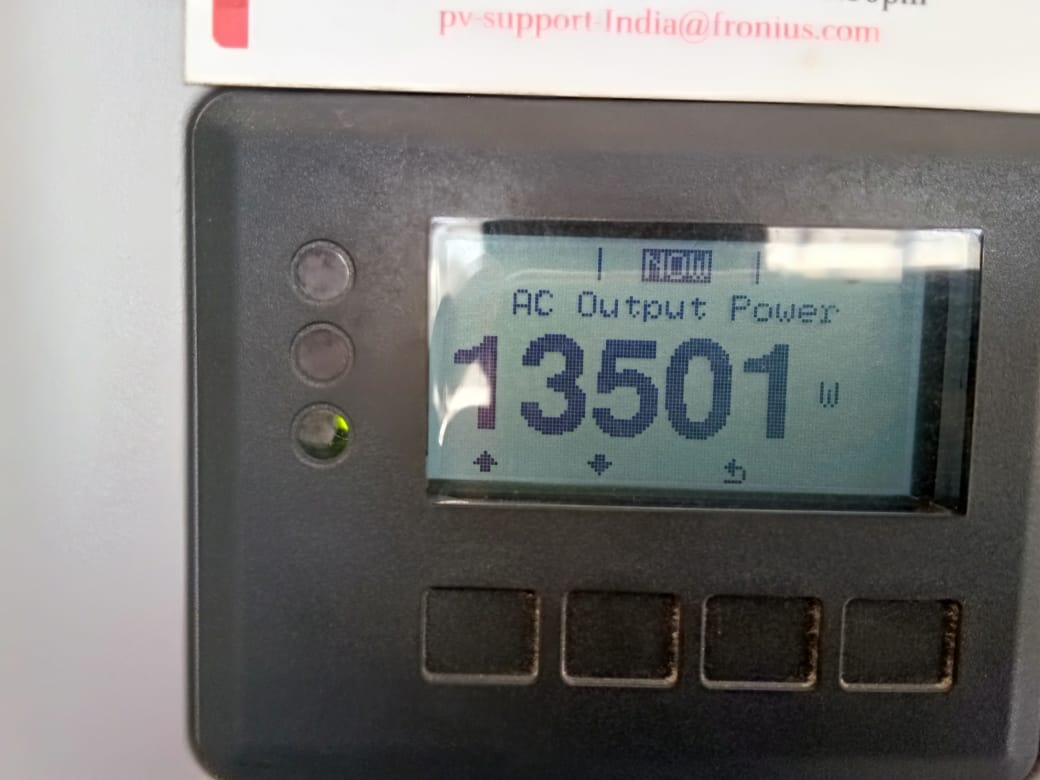 pv-support-India@fronius.com
NOW
AC Output Power
13501 W